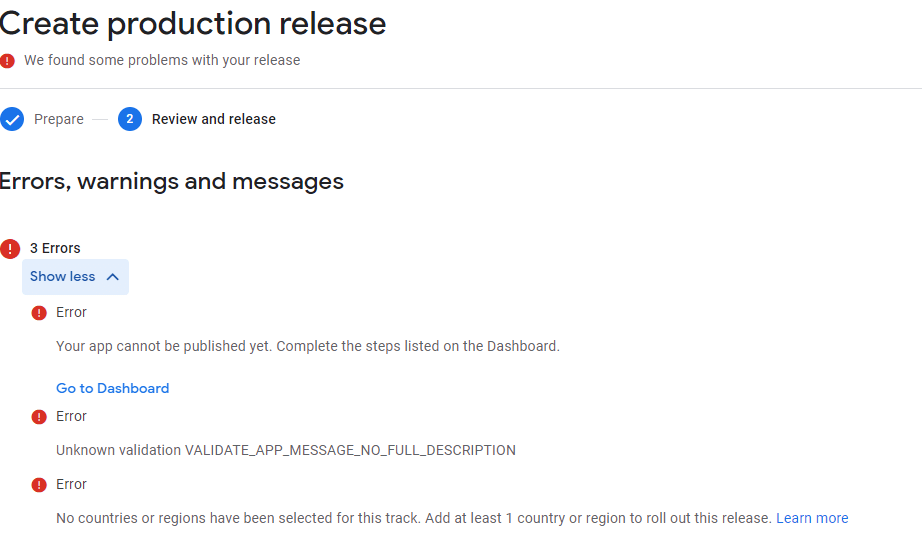 Create production release
We found some problems with your release
Prepare
2 Review and release
Errors, warnings and messages
3 Errors
Show less
Error
Your app cannot be published yet. Complete the steps listed on the Dashboard.
Go to Dashboard
Error
Unknown validation VALIDATE_APP_MESSAGE_NO_FULL_DESCRIPTION
Error
No countries or regions have been selected for this track. Add at least 1 country or region to roll out this release. Learn more